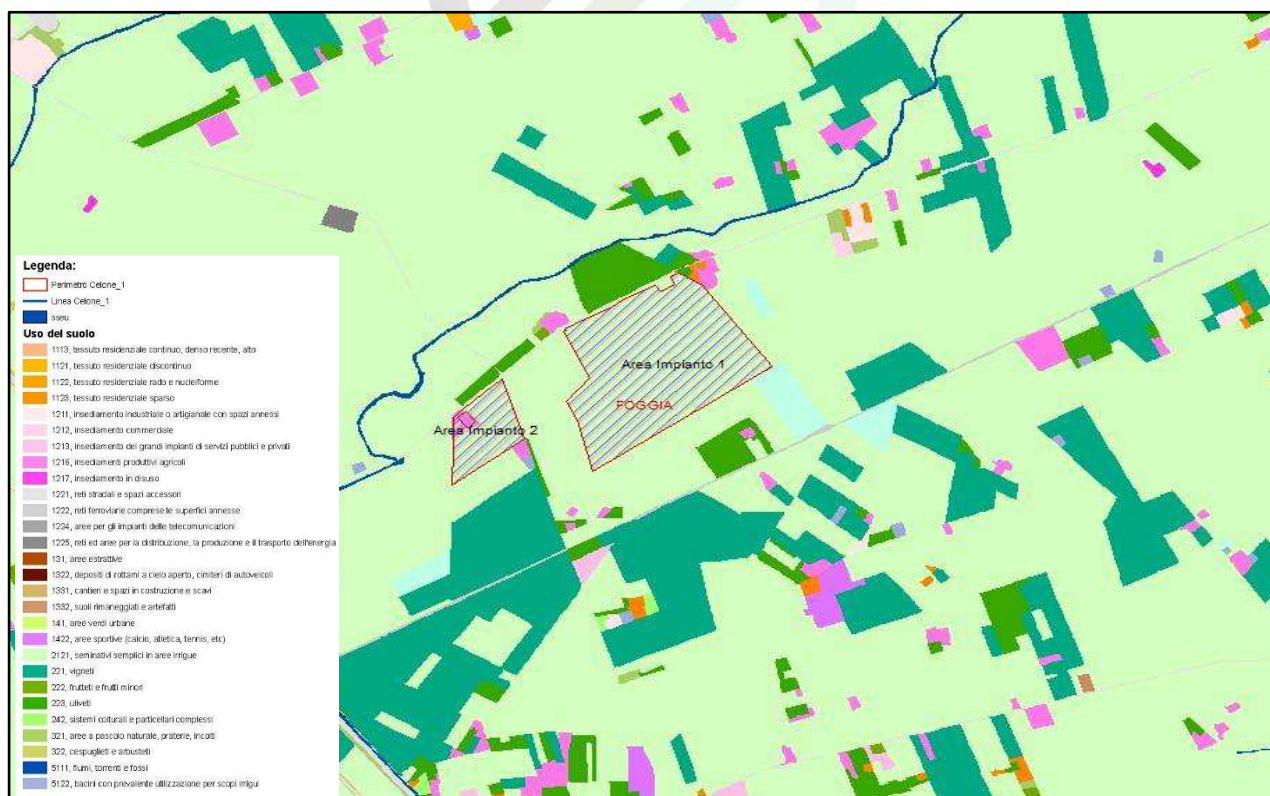 Legenda:
Perimetro Celone_1
Linea Celone_1
sseu
Uso del suolo
1113, tessuto residenziale continuo, denso recente, alto
1121, tessuto residenziale discontinuo
1122, tessuto residenziale rado e nucleiforme
1123, tessuto residenziale sparso
1211, insediamento industriale o artigianale con spazi annessi
1212, insediamento commerciale
1213, insediamento dei grandi impianti di servizi pubblici e privati
1216, insediamenti produttivi agricoli
1217, insediamento in disuso
1221, reti stradali e spazi accessori
1222, reti ferroviarie comprese le superfici annesse
1224, aree per gli impianti delle telecomunicazioni
1225, reti ed aree per la distribuzione, la produzione e il trasporto dell'energia
131, aree estrattive
1322, depositi di rottami a cielo aperto, cimiteri di autoveicoli
1331, cantieri e spazi in costruzione e scavi
1332, suoli rimaneggiati e artefatti
141, aree verdi urbane
1422, aree sportive (calcio, atletica, tennis, etc)
2121, seminativi semplici in aree irrigue
221, vigneti
222, frutteti e frutti minori
223, uliveti
242, sistemi colturali e particellari complessi
321, aree a pascolo naturale, praterie, incolti
322, cespuglieti e arbusteti
5111, fiumi, torrenti e fossi
5122, bacini con prevalente utilizzazione per scopi irrigui
Area Impianto 1
FOGGIA
Area Impianto 2